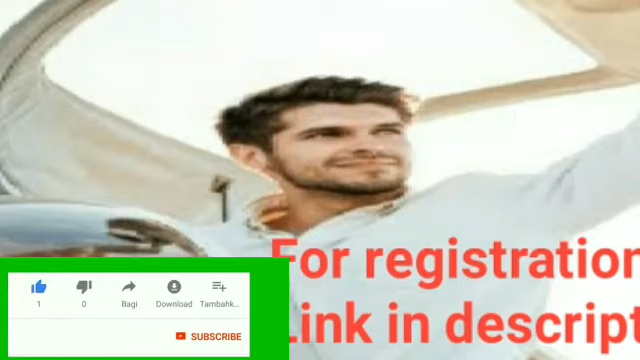 For registration
Link in descript
1 0 Bagi Download Tambahk...
SUBSCRIBE